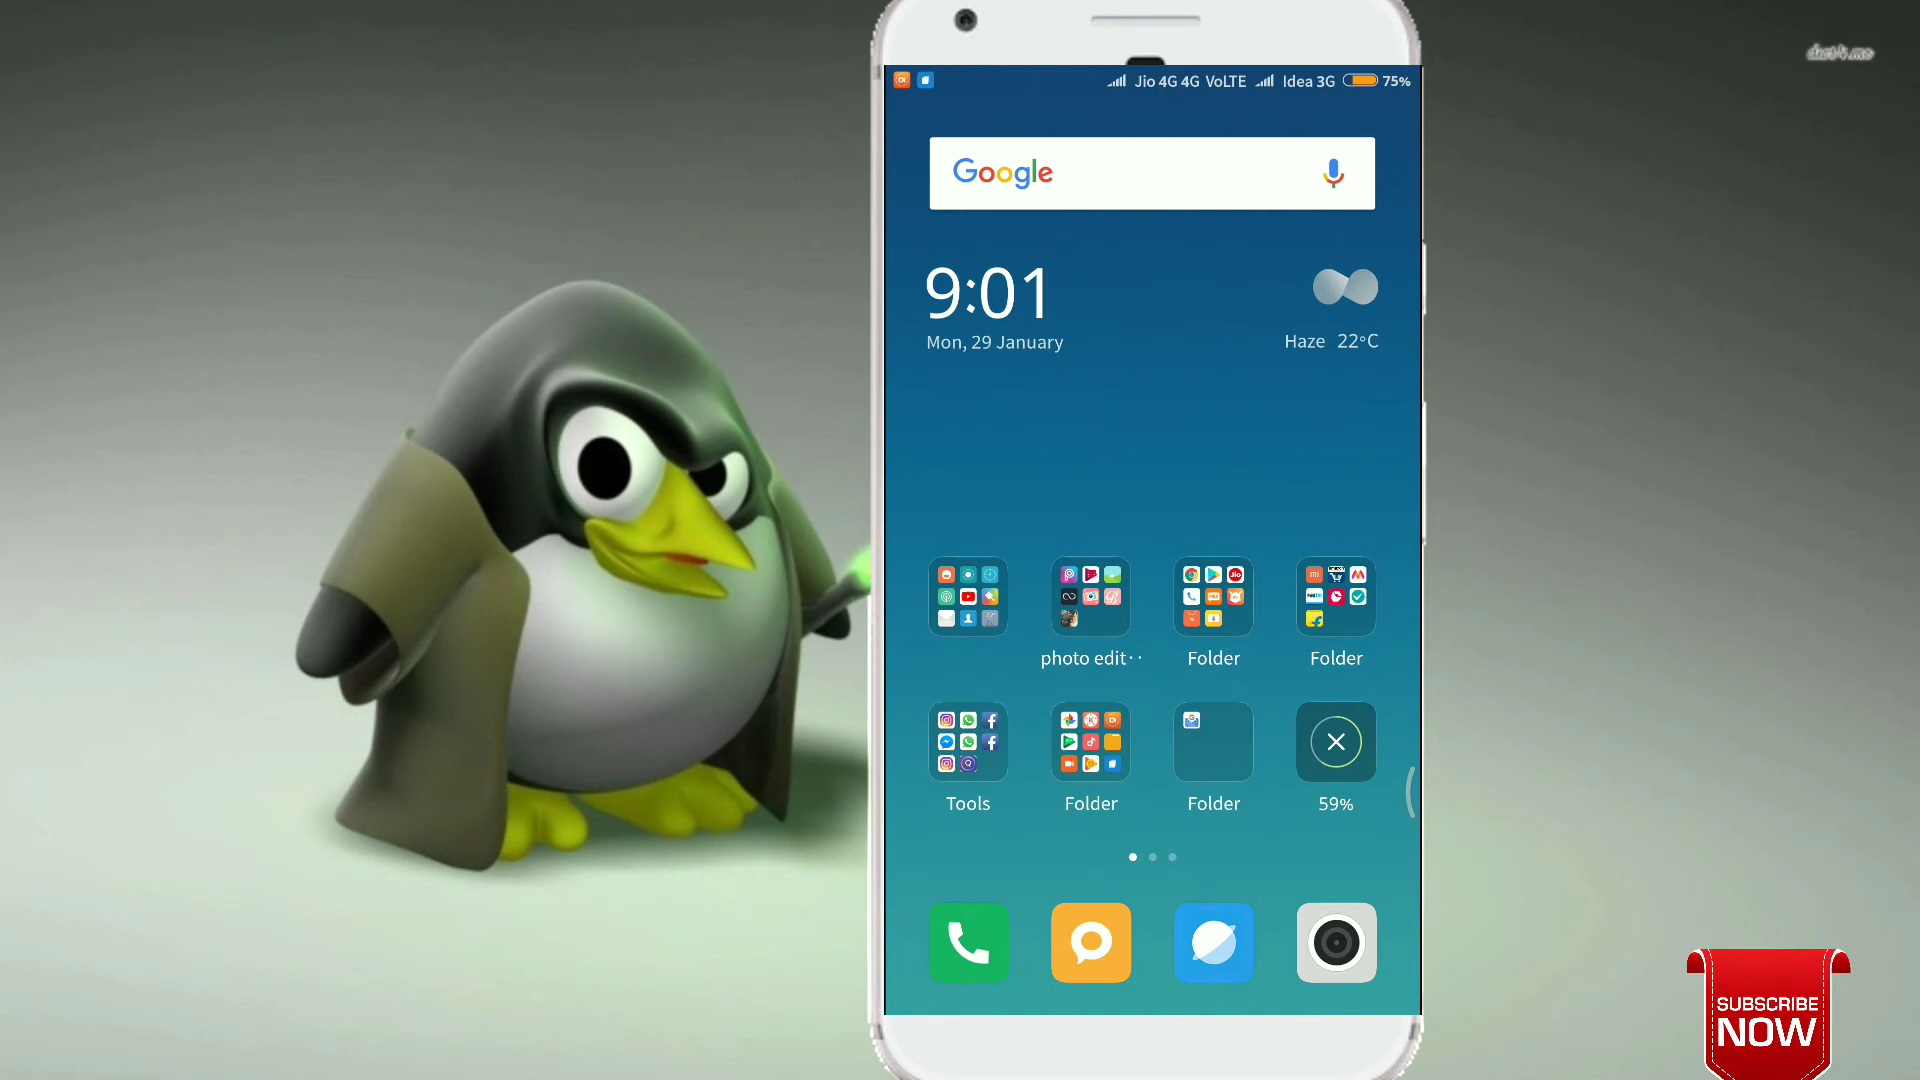 Jio 4G 4G VoLTE Idea 3G 75%
Google
9:01
Mon, 29 January
Haze 22°C
photo edit··
Folder
Folder
Tools
Folder
Folder
59%
SUBSCRIBE
NOW